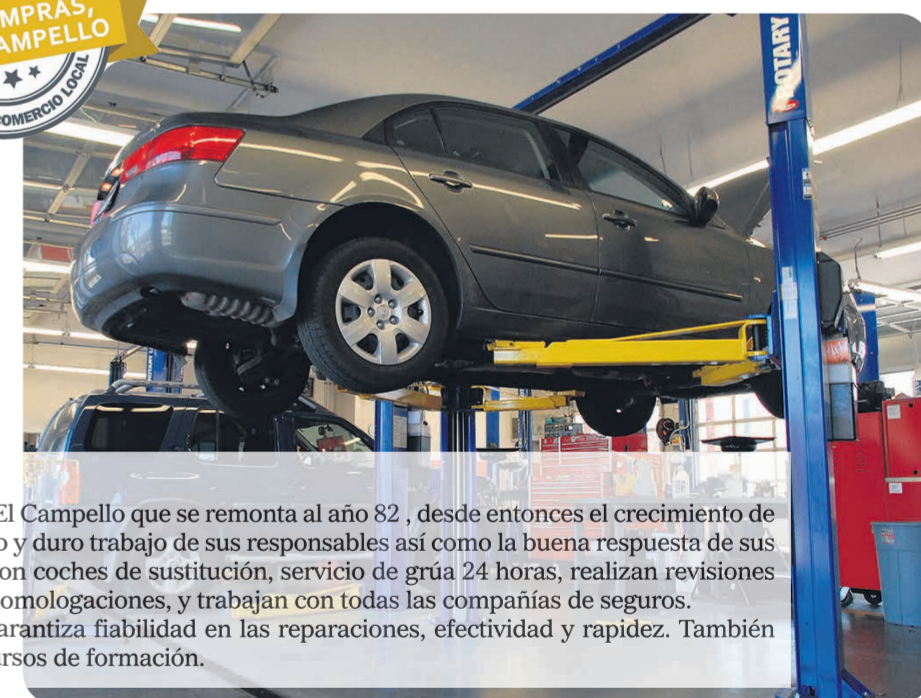 MPRAS,
AMPELLO
COMERCIO LOCAL
ROTARY
El Campello que se remonta al año 82 , desde entonces el crecimiento de
o y duro trabajo de sus responsables así como la buena respuesta de sus
on coches de sustitución, servicio de grúa 24 horas, realizan revisiones
omologaciones, y trabajan con todas las compañías de seguros.
arantiza fiabilidad en las reparaciones, efectividad y rapidez. También
ursos de formación.